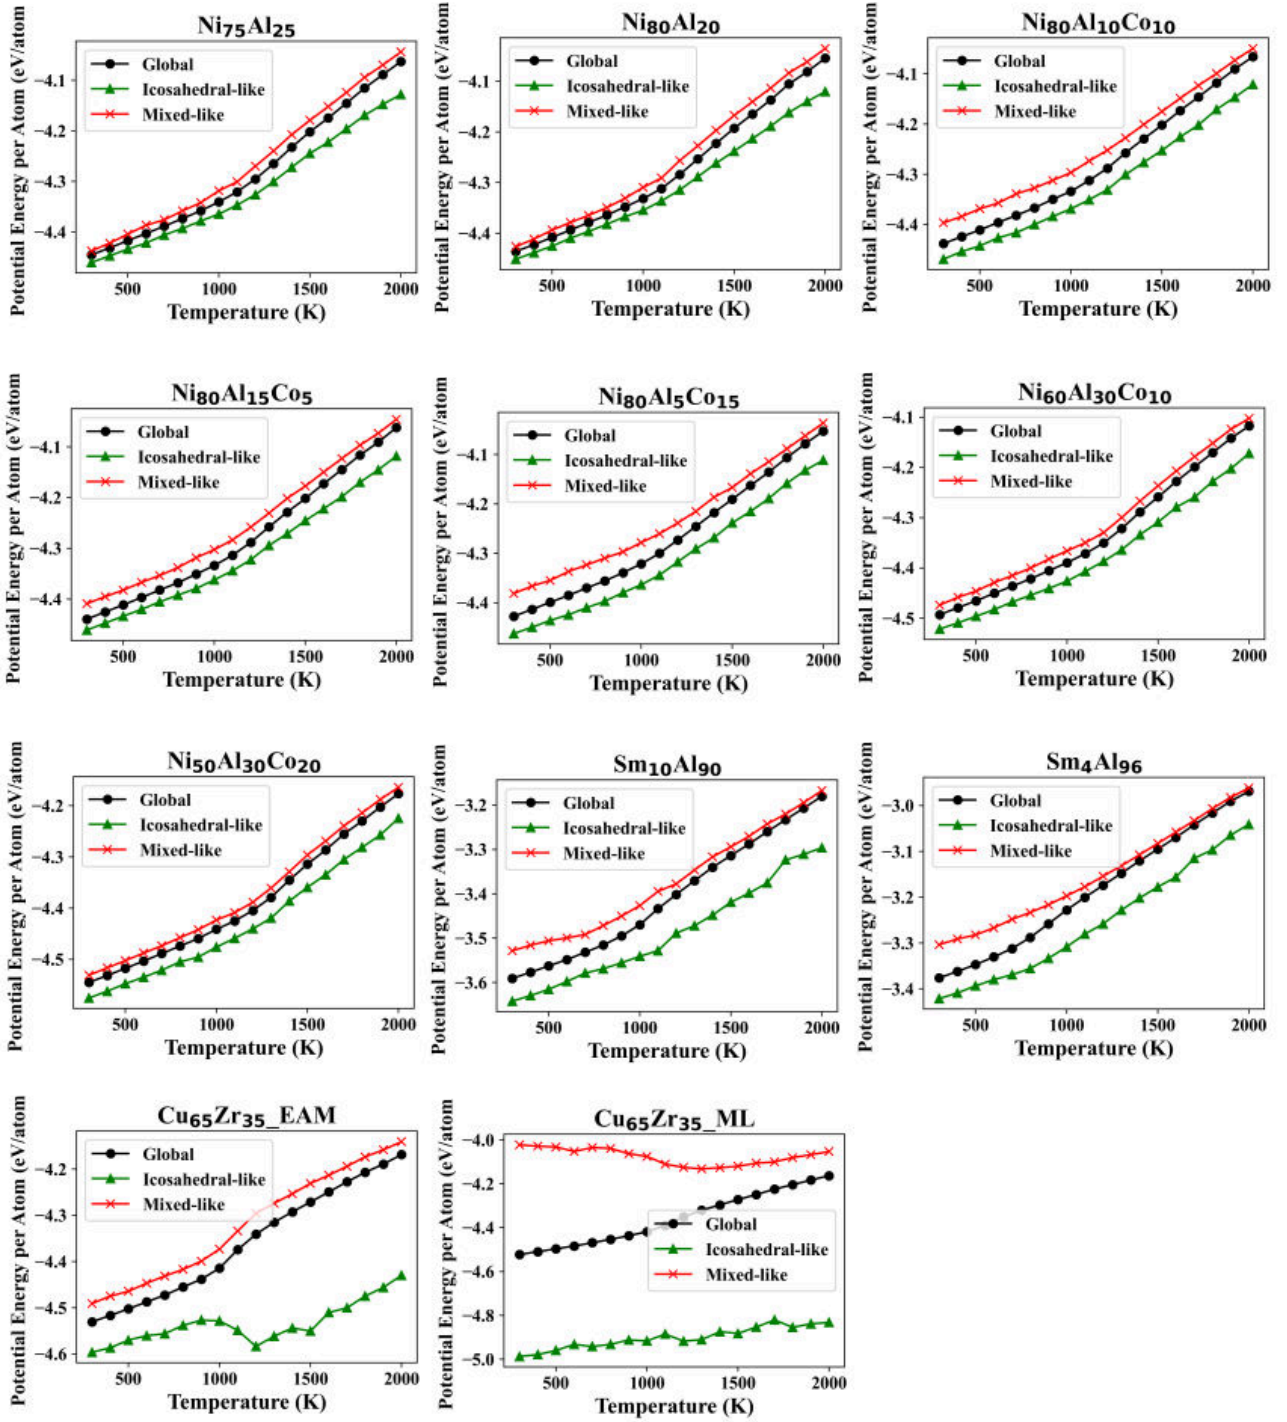 Ni₇₅Al₂₅
Potential Energy per Atom (eV/atom
−4.1
−4.2
−4.3
−4.4
Global
Icosahedral-like
Mixed-like
500 1000 1500 2000
Temperature (K)
Ni₈₀Al₂₀
Potential Energy per Atom (eV/atom
−4.1
−4.2
−4.3
−4.4
Global
Icosahedral-like
Mixed-like
500 1000 1500 2000
Temperature (K)
Ni₈₀Al₁₀Co₁₀
Potential Energy per Atom (eV/atom
−4.1
−4.2
−4.3
−4.4
Global
Icosahedral-like
Mixed-like
500 1000 1500 2000
Temperature (K)
Ni₈₀Al₁₅Co₅
Potential Energy per Atom (eV/atom
−4.1
−4.2
−4.3
−4.4
Global
Icosahedral-like
Mixed-like
500 1000 1500 2000
Temperature (K)
Ni₈₀Al₅Co₁₅
Potential Energy per Atom (eV/atom
−4.1
−4.2
−4.3
−4.4
Global
Icosahedral-like
Mixed-like
500 1000 1500 2000
Temperature (K)
Ni₆₀Al₃₀Co₁₀
Potential Energy per Atom (eV/atom
−4.1
−4.2
−4.3
−4.4
−4.5
Global
Icosahedral-like
Mixed-like
500 1000 1500 2000
Temperature (K)
Ni₅₀Al₃₀Co₂₀
Potential Energy per Atom (eV/atom
−4.2
−4.3
−4.4
−4.5
Global
Icosahedral-like
Mixed-like
500 1000 1500 2000
Temperature (K)
Sm₁₀Al₉₀
Potential Energy per Atom (eV/atom
−3.2
−3.3
−3.4
−3.5
−3.6
Global
Icosahedral-like
Mixed-like
500 1000 1500 2000
Temperature (K)
Sm₄Al₉₆
Potential Energy per Atom (eV/atom
−3.0
−3.1
−3.2
−3.3
−3.4
Global
Icosahedral-like
Mixed-like
500 1000 1500 2000
Temperature (K)
Cu₆₅Zr₃₅_EAM
Potential Energy per Atom (eV/atom
−4.2
−4.3
−4.4
−4.5
−4.6
Global
Icosahedral-like
Mixed-like
500 1000 1500 2000
Temperature (K)
Cu₆₅Zr₃₅_ML
Potential Energy per Atom (eV/atom
−4.0
−4.2
−4.4
−4.6
−4.8
−5.0
Global
Icosahedral-like
Mixed-like
500 1000 1500 2000
Temperature (K)